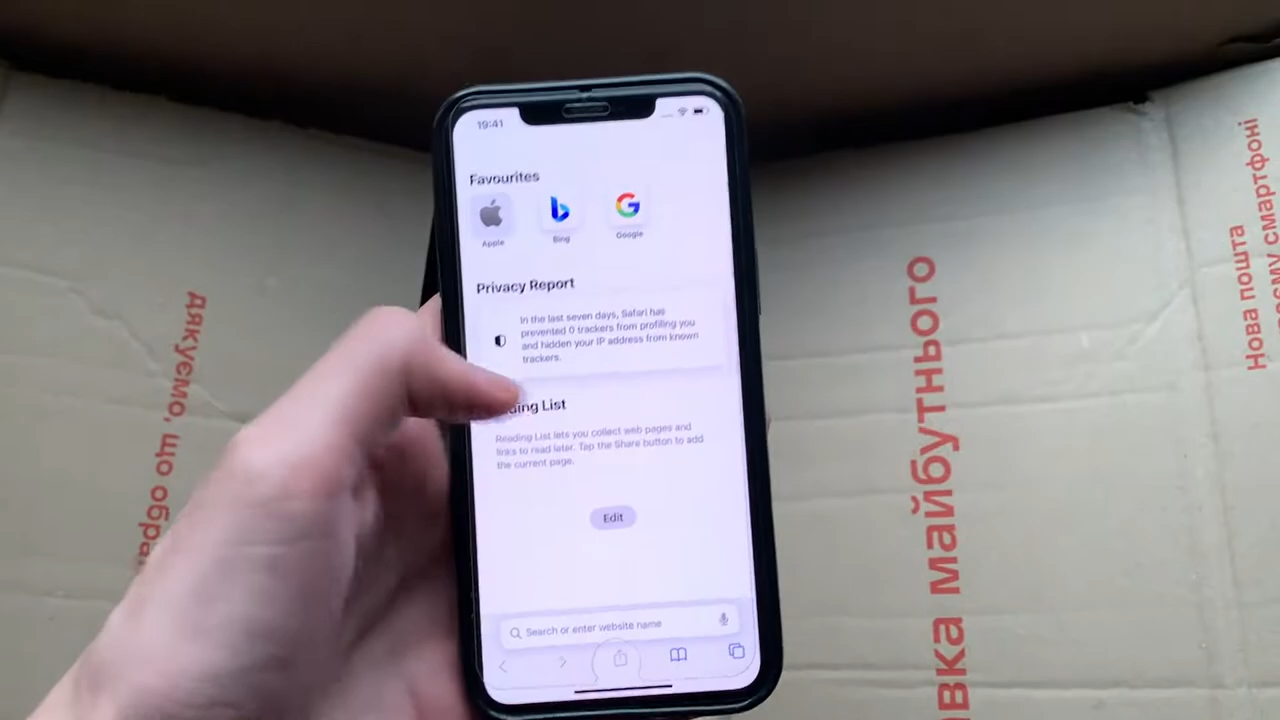 19:41
Favourites
Apple
Bing
Google
Privacy Report
In the last seven days, Safari has
prevented 0 trackers from profiling you
and hidden your IP address from known
trackers.
ding List
Reading List lets you collect web pages and
links to read later. Tap the Share button to add
the current page.
Edit
Search or enter website name
дякуємо, що обра
вка майбутнього
Нова пошта
смартфоні